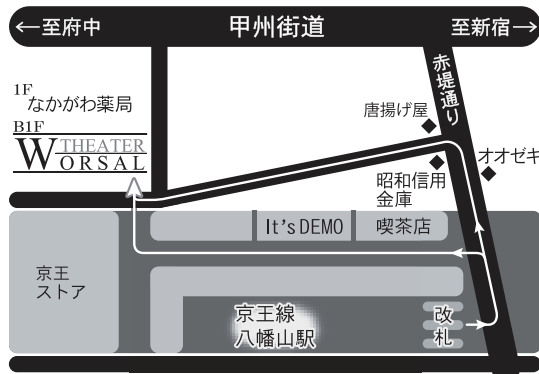 ←至府中
甲州街道
至新宿→
赤堤通り
1F
なかがわ薬局
B1F
THEATER
WORSAL
唐揚げ屋
オオゼキ
昭和信用
金庫
It's DEMO
喫茶店
京王
ストア
京王線
八幡山駅
改
札